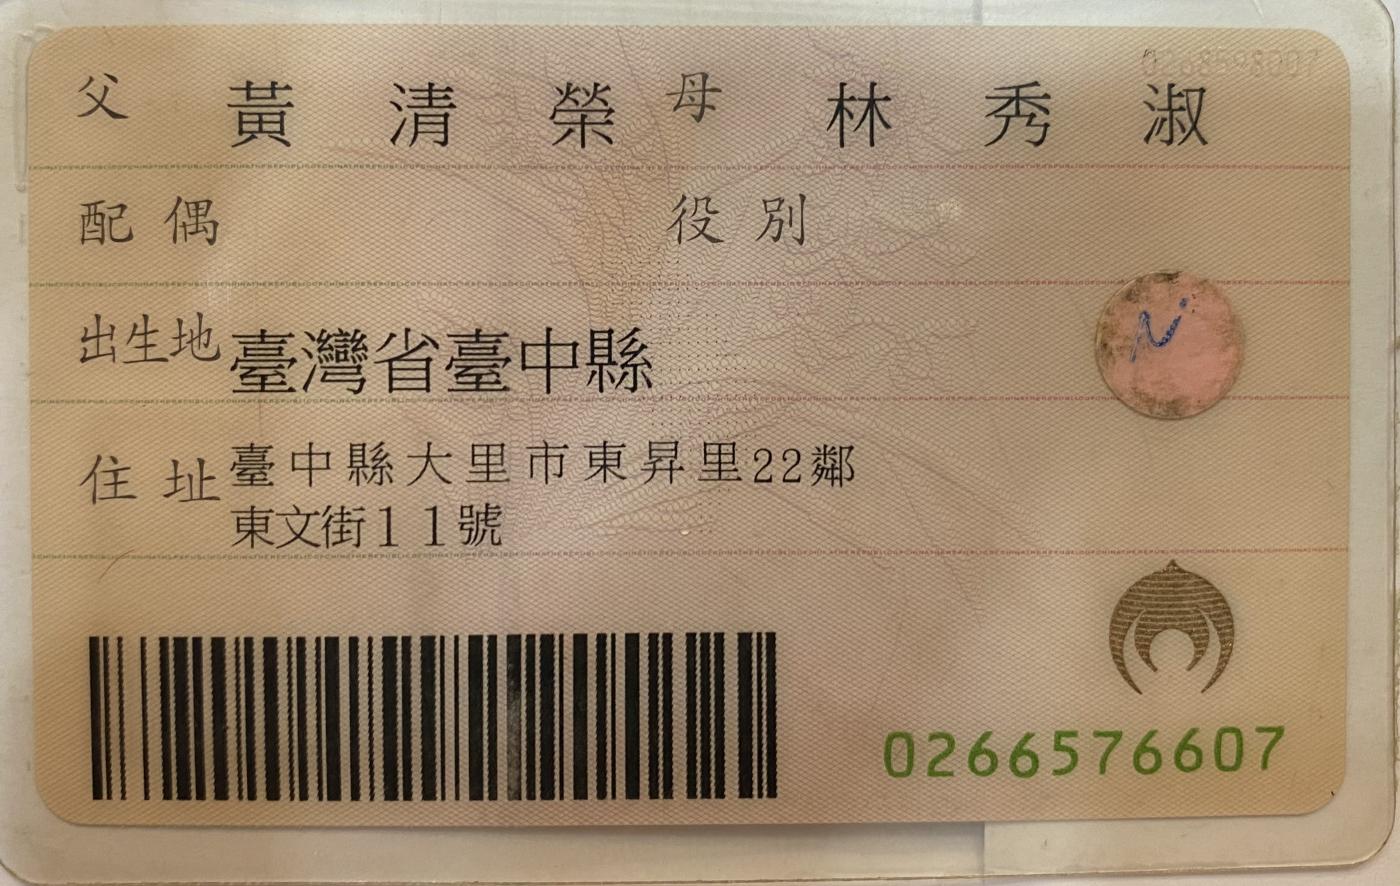 父 黃清榮 母 林秀淑
配偶 役別
出生地 臺灣省臺中縣
住址 臺中縣大里市東昇里22鄰
東文街11號
0266576607